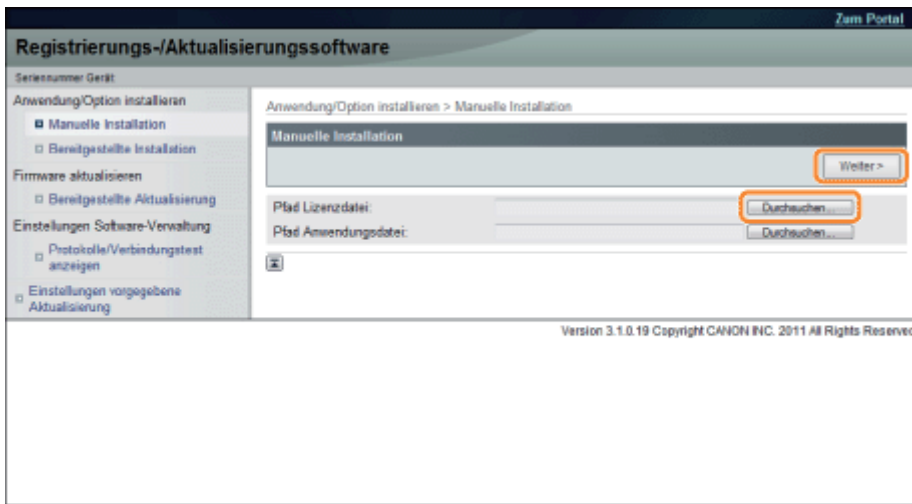 Zum Portal
Registrierungs-/Aktualisierungssoftware
Seriennummer Gerät
Anwendung/Option installieren
Manuelle Installation
Bereitgestellte Installation
Firmware aktualisieren
Bereitgestellte Aktualisierung
Einstellungen Software-Verwaltung
Protokolle/Verbindungstest
anzeigen
Einstellungen vorgegebene
Aktualisierung
Anwendung/Option installieren > Manuelle Installation
Manuelle Installation
Weiter >
Pfad Lizenzdatei:
Durchsuchen...
Pfad Anwendungsdatei:
Durchsuchen...
Version 3.1.0.19 Copyright CANON INC. 2011 All Rights Reserved